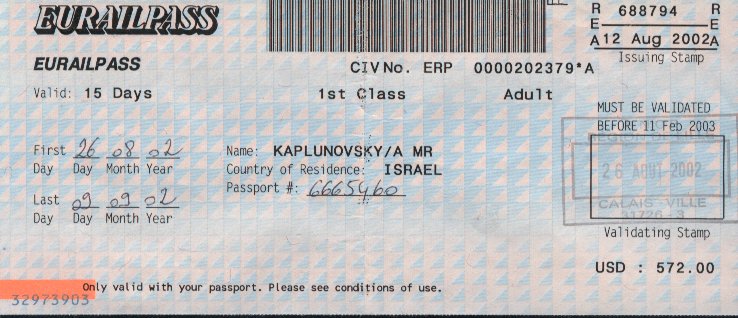 EURAILPASS
R 688794 R
E E
A 12 Aug 2002 A
Issuing Stamp
EURAILPASS
CIV No. ERP 0000202379*A
Valid: 15 Days
1st Class
Adult
MUST BE VALIDATED
BEFORE 11 Feb 2003
First 26 08 02
Day Day Month Year
Name: KAPLUNOVSKY/A MR
Country of Residence: ISRAEL
Passport #: 6665460
Last 09 09 02
Day Day Month Year
26 AOUT 2002
CALAIS-VILLE
31726-3
Validating Stamp
USD : 572.00
Only valid with your passport. Please see conditions of use.
32973903